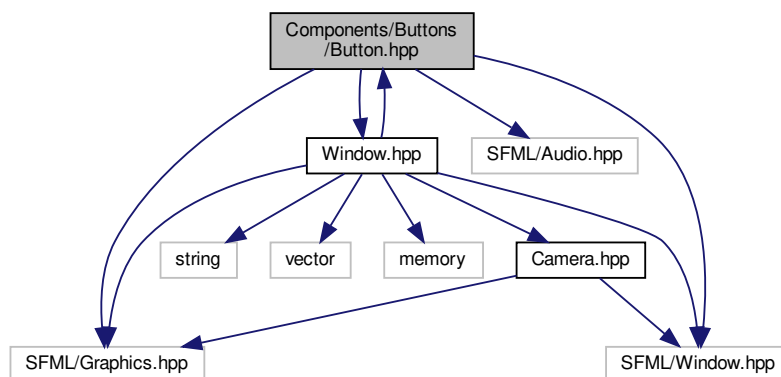 Components/Buttons
/Button.hpp
Window.hpp
SFML/Audio.hpp
string
vector
memory
Camera.hpp
SFML/Graphics.hpp
SFML/Window.hpp